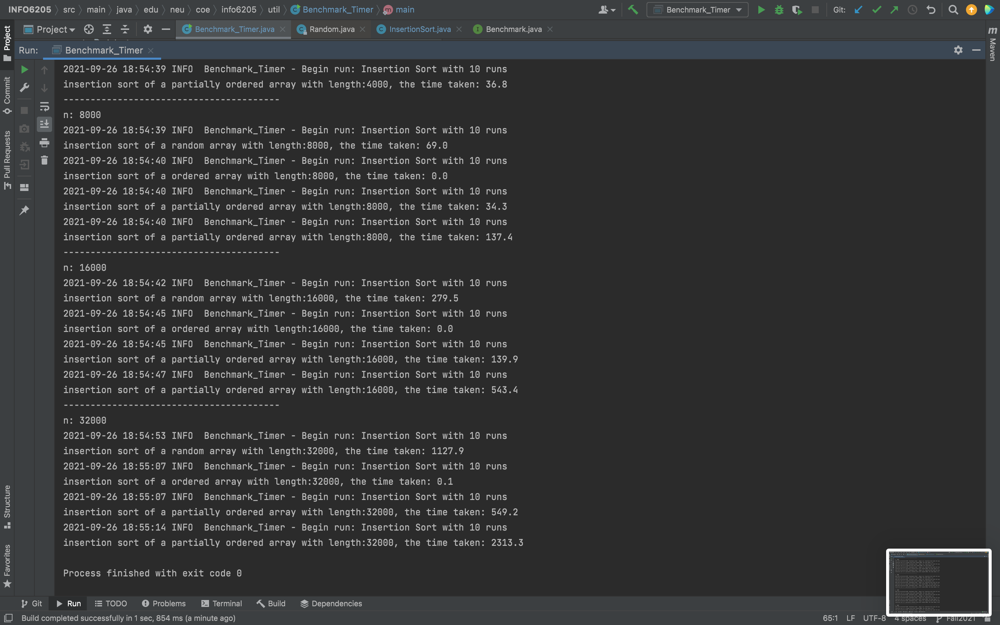 INFO6205 src main java edu neu coe info6205 util Benchmark_Timer main Benchmark_Timer Git:
Project Benchmark_Timer.java Random.java InsertionSort.java Benchmark.java
Run: Benchmark_Timer
2021-09-26 18:54:39 INFO  Benchmark_Timer - Begin run: Insertion Sort with 10 runs
insertion sort of a partially ordered array with length:4000, the time taken: 36.8
----------------------------------------
n: 8000
2021-09-26 18:54:39 INFO  Benchmark_Timer - Begin run: Insertion Sort with 10 runs
insertion sort of a random array with length:8000, the time taken: 69.0
2021-09-26 18:54:40 INFO  Benchmark_Timer - Begin run: Insertion Sort with 10 runs
insertion sort of a ordered array with length:8000, the time taken: 0.0
2021-09-26 18:54:40 INFO  Benchmark_Timer - Begin run: Insertion Sort with 10 runs
insertion sort of a partially ordered array with length:8000, the time taken: 34.3
2021-09-26 18:54:40 INFO  Benchmark_Timer - Begin run: Insertion Sort with 10 runs
insertion sort of a partially ordered array with length:8000, the time taken: 137.4
----------------------------------------
n: 16000
2021-09-26 18:54:42 INFO  Benchmark_Timer - Begin run: Insertion Sort with 10 runs
insertion sort of a random array with length:16000, the time taken: 279.5
2021-09-26 18:54:45 INFO  Benchmark_Timer - Begin run: Insertion Sort with 10 runs
insertion sort of a ordered array with length:16000, the time taken: 0.0
2021-09-26 18:54:45 INFO  Benchmark_Timer - Begin run: Insertion Sort with 10 runs
insertion sort of a partially ordered array with length:16000, the time taken: 139.9
2021-09-26 18:54:47 INFO  Benchmark_Timer - Begin run: Insertion Sort with 10 runs
insertion sort of a partially ordered array with length:16000, the time taken: 543.4
----------------------------------------
n: 32000
2021-09-26 18:54:53 INFO  Benchmark_Timer - Begin run: Insertion Sort with 10 runs
insertion sort of a random array with length:32000, the time taken: 1127.9
2021-09-26 18:55:07 INFO  Benchmark_Timer - Begin run: Insertion Sort with 10 runs
insertion sort of a ordered array with length:32000, the time taken: 0.1
2021-09-26 18:55:07 INFO  Benchmark_Timer - Begin run: Insertion Sort with 10 runs
insertion sort of a partially ordered array with length:32000, the time taken: 549.2
2021-09-26 18:55:14 INFO  Benchmark_Timer - Begin run: Insertion Sort with 10 runs
insertion sort of a partially ordered array with length:32000, the time taken: 2313.3
Process finished with exit code 0
Project
Commit
Pull Requests
Structure
Favorites
Maven
Git Run TODO Problems Terminal Build Dependencies
Build completed successfully in 1 sec, 854 ms (a minute ago) 65:1 LF UTF-8 4 spaces Fall2021